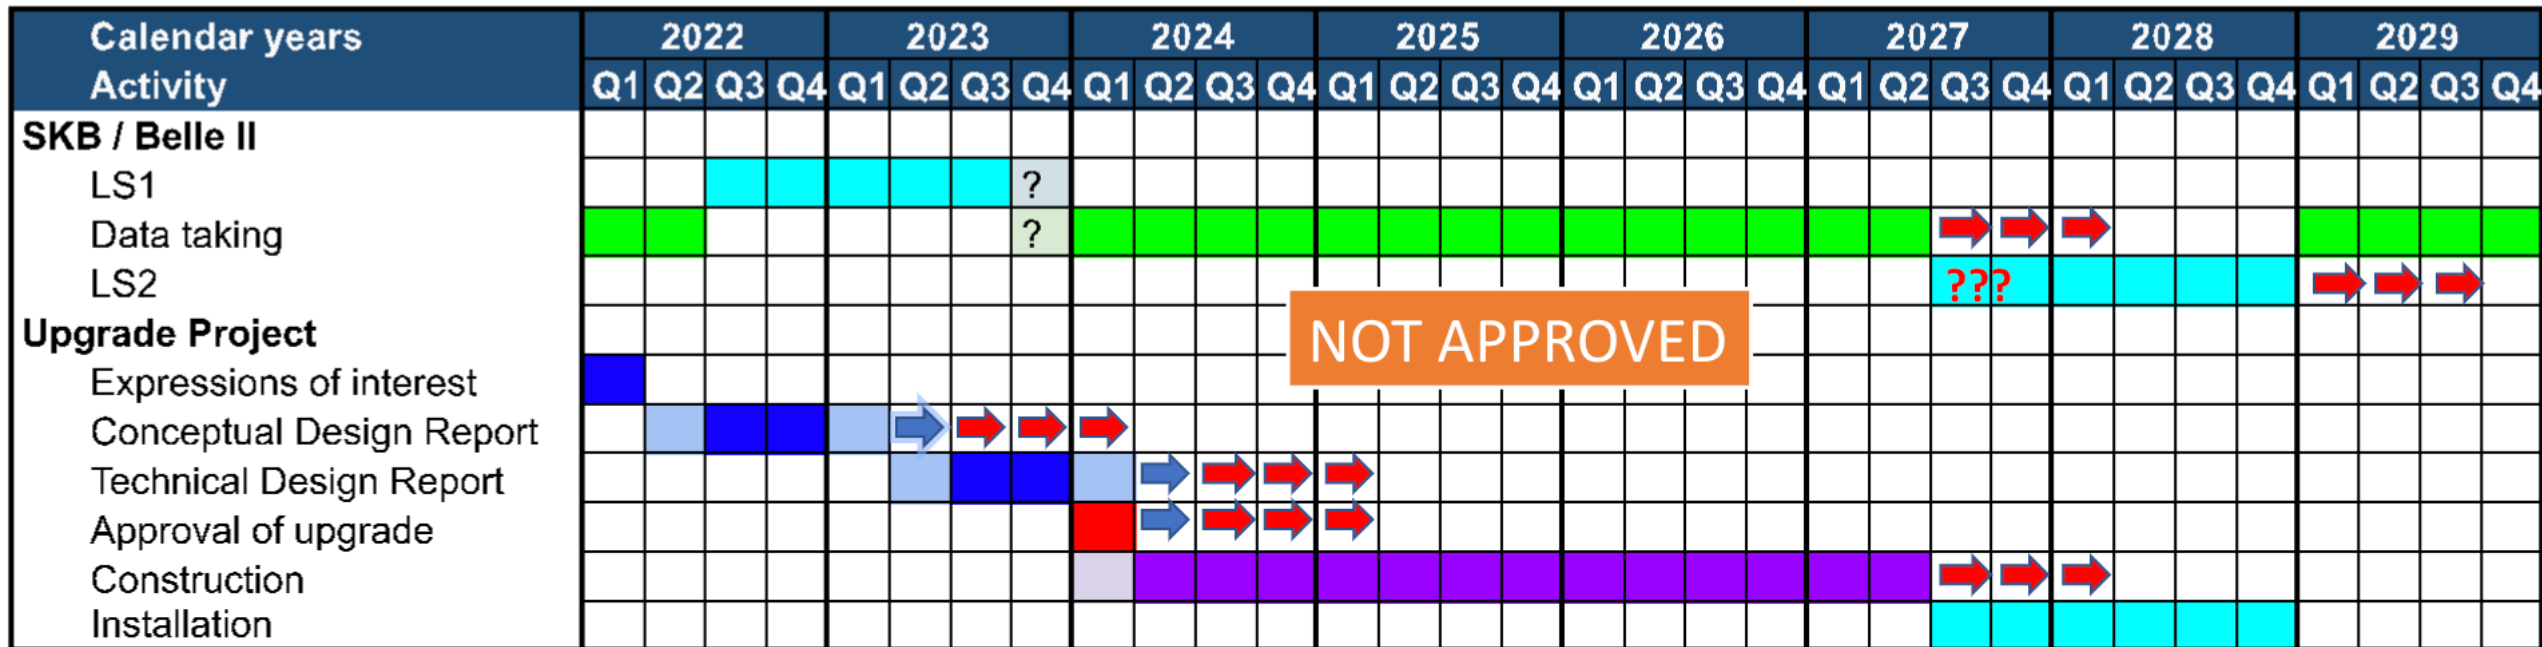 Calendar years 2022 2023 2024 2025 2026 2027 2028 2029
Activity Q1 Q2 Q3 Q4 Q1 Q2 Q3 Q4 Q1 Q2 Q3 Q4 Q1 Q2 Q3 Q4 Q1 Q2 Q3 Q4 Q1 Q2 Q3 Q4 Q1 Q2 Q3 Q4 Q1 Q2 Q3 Q4
SKB / Belle II
LS1 ?
Data taking ?
LS2 ???
NOT APPROVED
Upgrade Project
Expressions of interest
Conceptual Design Report
Technical Design Report
Approval of upgrade
Construction
Installation